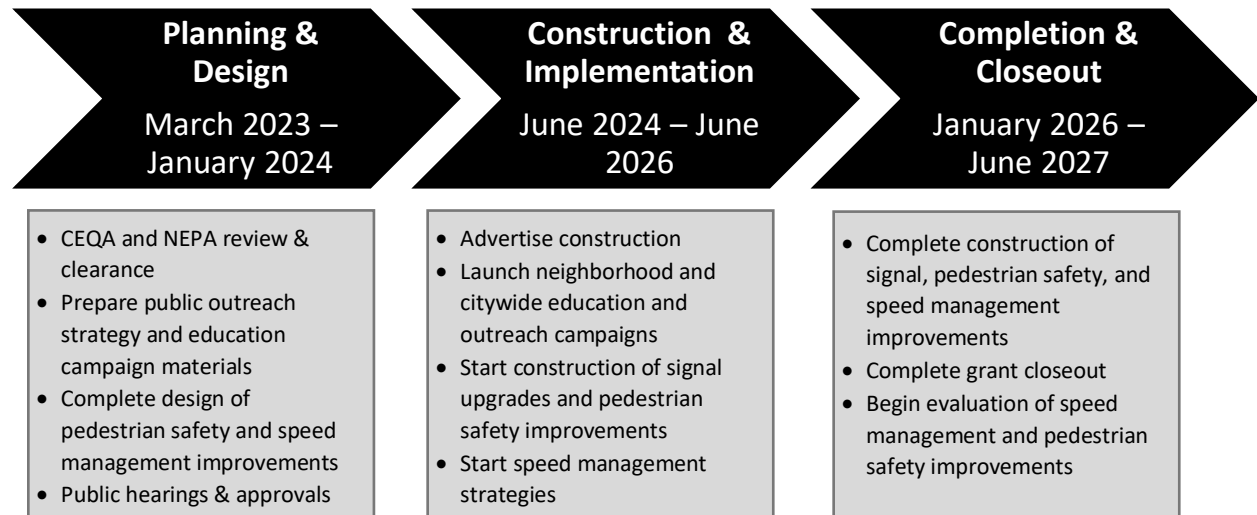 Planning &
Design
March 2023 –
January 2024
Construction & 
Implementation
June 2024 – June
2026
Completion &
Closeout
January 2026 –
June 2027
• CEQA and NEPA review &
clearance
• Prepare public outreach
strategy and education
campaign materials
• Complete design of
pedestrian safety and speed
management improvements
• Public hearings & approvals
• Advertise construction
• Launch neighborhood and
citywide education and
outreach campaigns
• Start construction of signal
upgrades and pedestrian
safety improvements
• Start speed management
strategies
• Complete construction of
signal, pedestrian safety, and
speed management
improvements
• Complete grant closeout
• Begin evaluation of speed
management and pedestrian
safety improvements